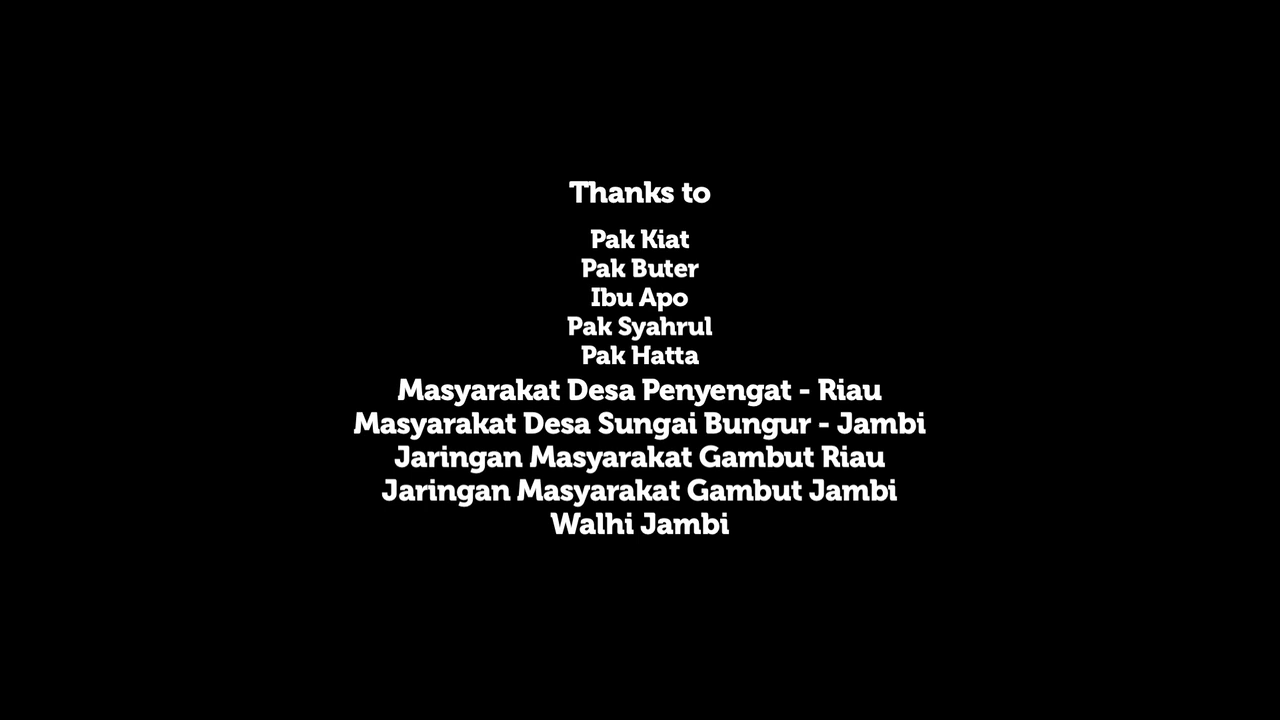 Thanks to
Pak Kiat
Pak Buter
Ibu Apo
Pak Syahrul
Pak Hatta
Masyarakat Desa Penyengat - Riau
Masyarakat Desa Sungai Bungur - Jambi
Jaringan Masyarakat Gambut Riau
Jaringan Masyarakat Gambut Jambi
Walhi Jambi